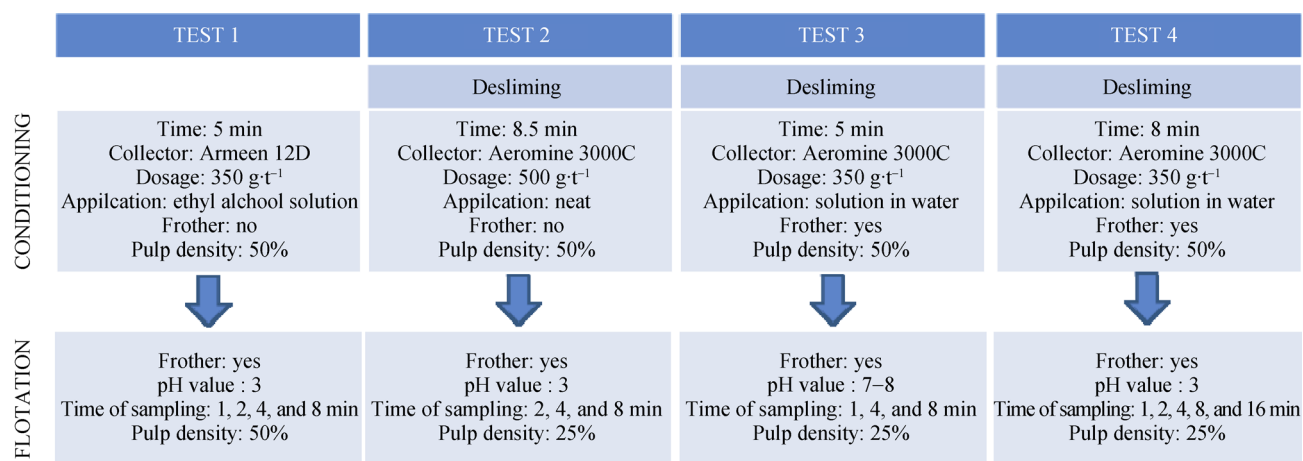 TEST 1
TEST 2
TEST 3
TEST 4
Desliming
Desliming
Desliming
CONDITIONING
Time: 5 min
Collector: Armeen 12D
Dosage: 350 g·t⁻¹
Appilcation: ethyl alchool solution
Frother: no
Pulp density: 50%
Time: 8.5 min
Collector: Aeromine 3000C
Dosage: 500 g·t⁻¹
Appilcation: neat
Frother: no
Pulp density: 50%
Time: 5 min
Collector: Aeromine 3000C
Dosage: 350 g·t⁻¹
Appilcation: solution in water
Frother: yes
Pulp density: 50%
Time: 8 min
Collector: Aeromine 3000C
Dosage: 350 g·t⁻¹
Appilcation: solution in water
Frother: yes
Pulp density: 50%
FLOTATION
Frother: yes
pH value : 3
Time of sampling: 1, 2, 4, and 8 min
Pulp density: 50%
Frother: yes
pH value : 3
Time of sampling: 2, 4, and 8 min
Pulp density: 25%
Frother: yes
pH value : 7−8
Time of sampling: 1, 4, and 8 min
Pulp density: 25%
Frother: yes
pH value : 3
Time of sampling: 1, 2, 4, 8, and 16 min
Pulp density: 25%